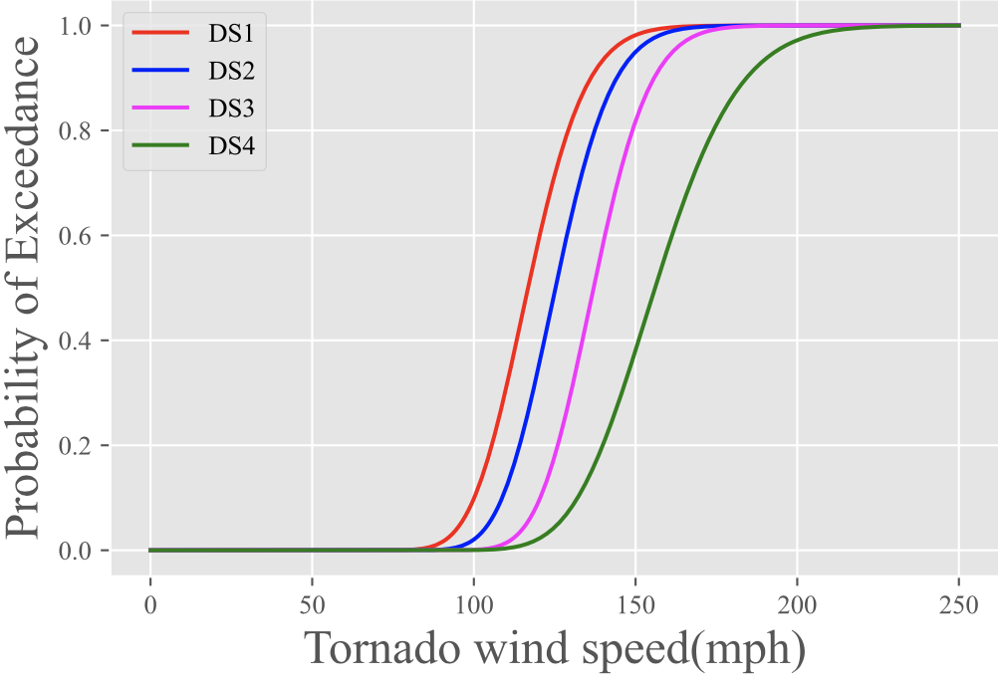 Probability of Exceedance
1.0
0.8
0.6
0.4
0.2
0.0
DS1
DS2
DS3
DS4
0 50 100 150 200 250
Tornado wind speed(mph)